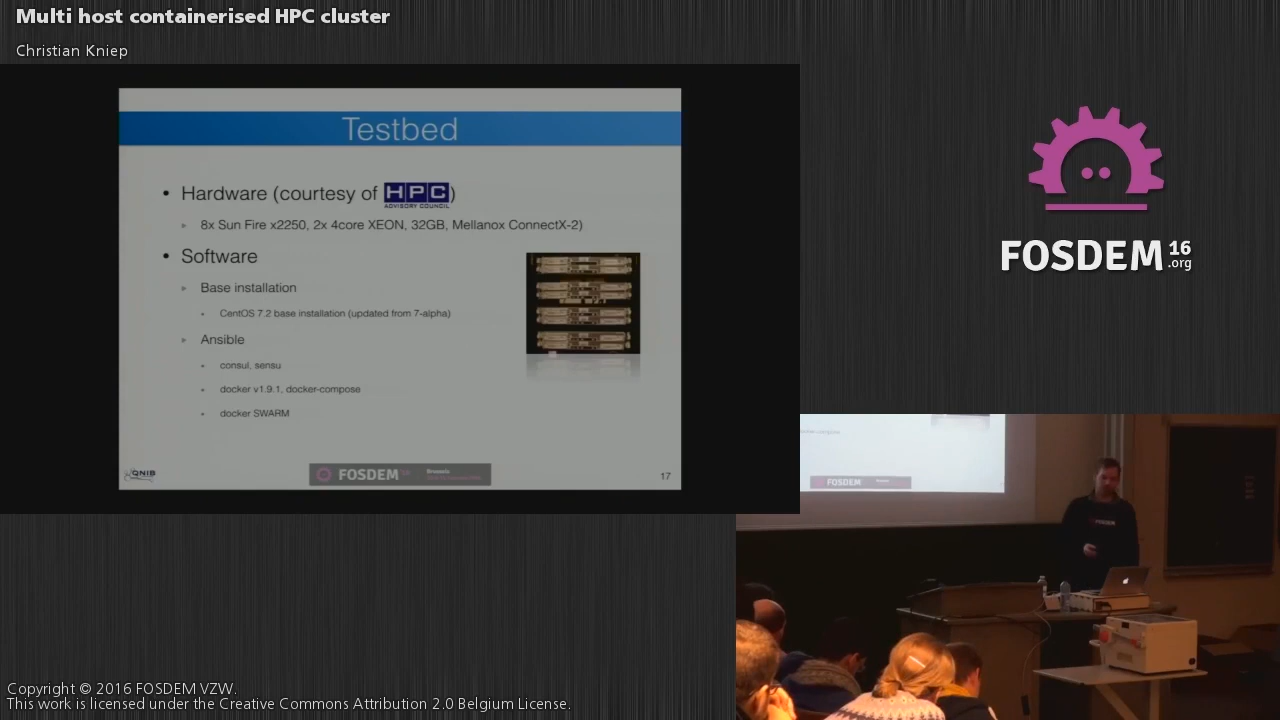 Multi host containerised HPC cluster
Christian Kniep
Testbed
• Hardware (courtesy of HPC ADVISORY COUNCIL)
8x Sun Fire x2250, 2x 4core XEON, 32GB, Mellanox ConnectX-2)
• Software
Base installation
CentOS 7.2 base installation (updated from 7-alpha)
Ansible
consul, sensu
docker v1.9.1, docker-compose
docker SWARM
QNIB
FOSDEM
Brussels
17
FOSDEM 16 .org
FOSDEM
FOSDEM
Copyright © 2016 FOSDEM VZW.
This work is licensed under the Creative Commons Attribution 2.0 Belgium License.